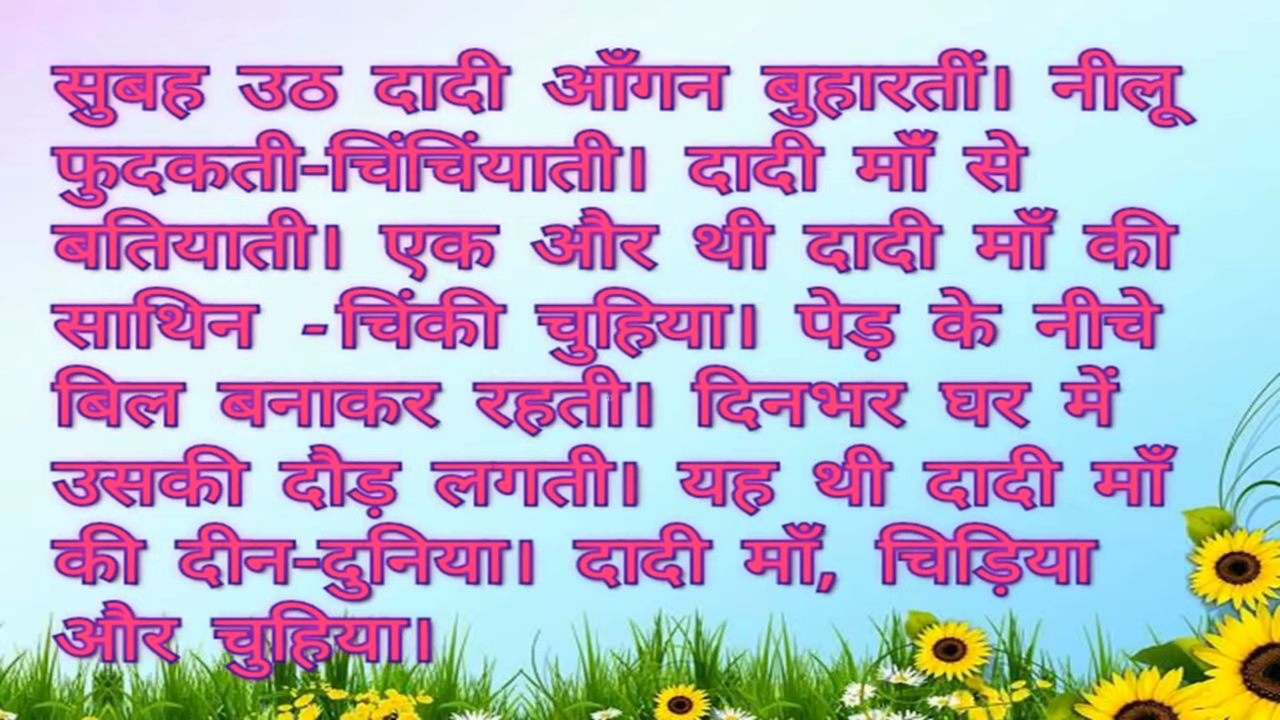 सुबह उठ दादी आँगन बुहारतीं। नीलू
फुदकती-चिंचिंयाती। दादी माँ से
बतियाती। एक और थी दादी माँ की
साथिन -चिंकी चुहिया। पेड़ के नीचे
बिल बनाकर रहती। दिनभर घर में
उसकी दौड़ लगती। यह थी दादी माँ
की दीन-दुनिया। दादी माँ, चिड़िया
और चुहिया।